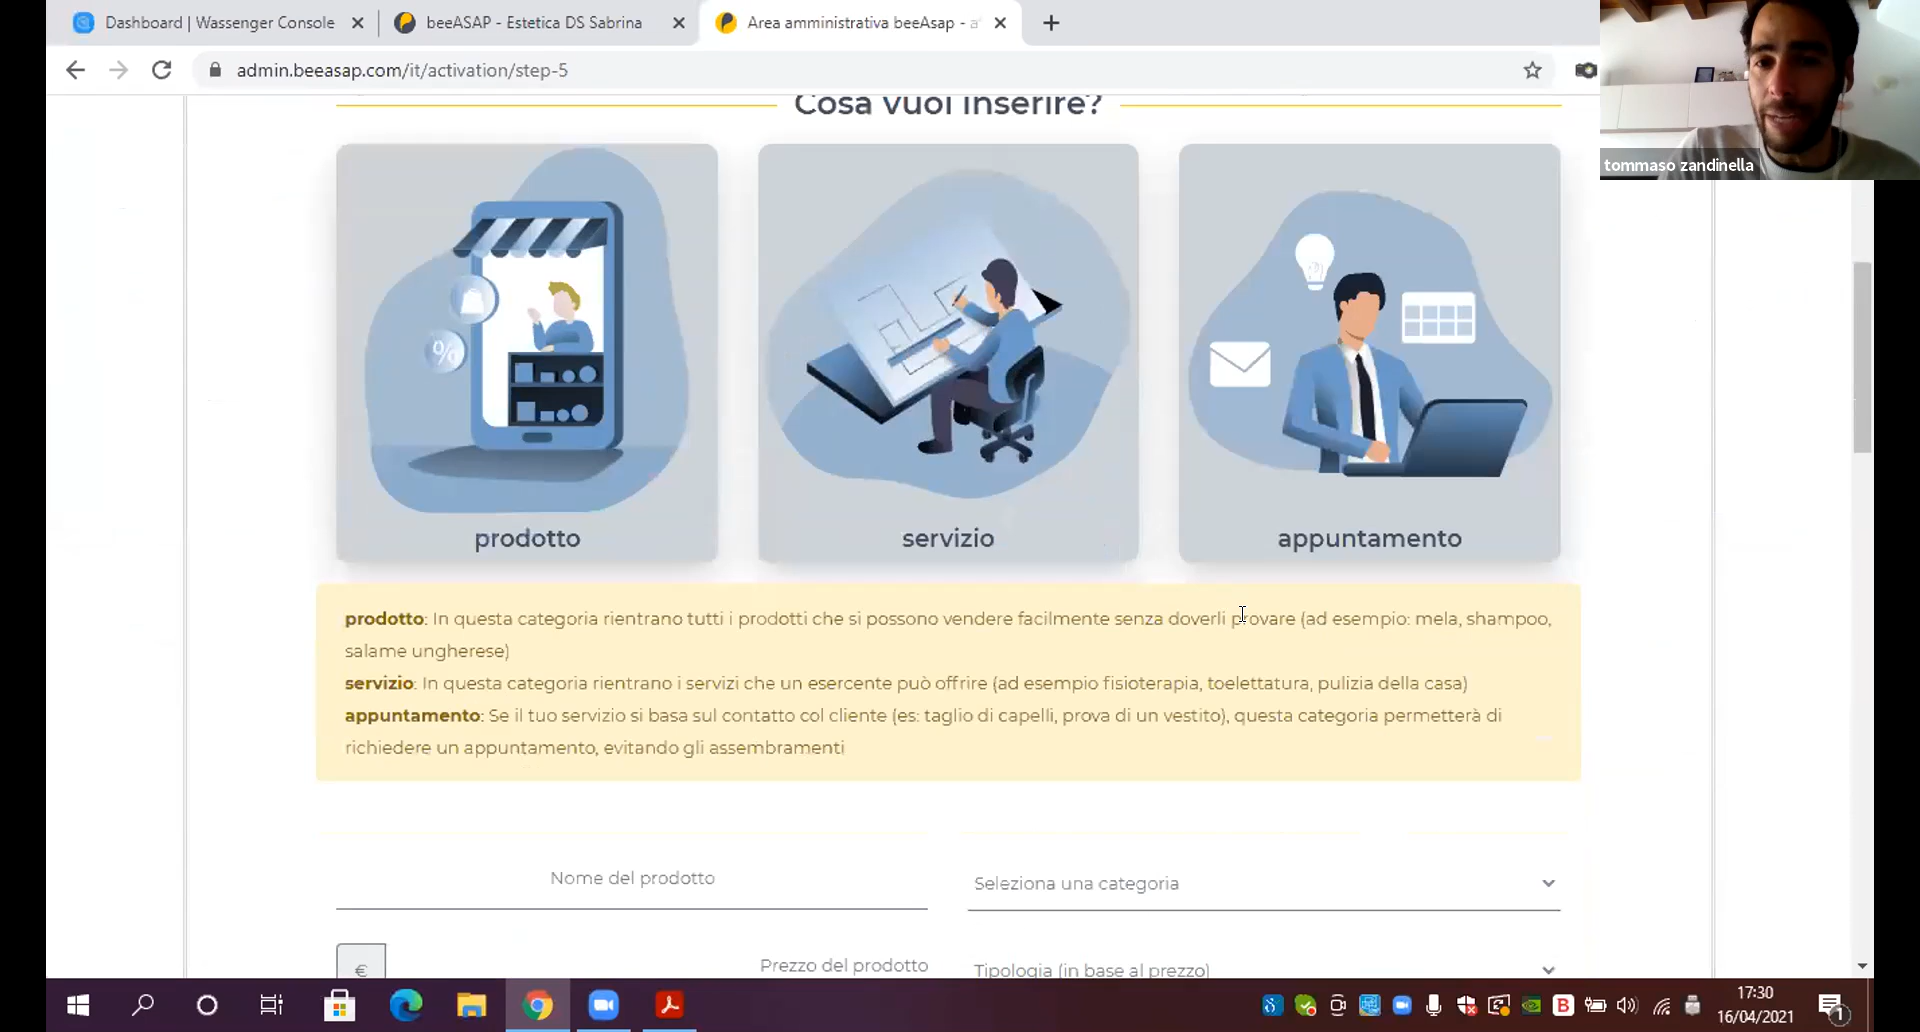 Dashboard | Wassenger Console
beeASAP - Estetica DS Sabrina
Area amministrativa beeAsap - a
admin.beeasap.com/it/activation/step-5
tommaso zandinella
Cosa vuoi inserire?
%
prodotto
servizio
appuntamento
prodotto: In questa categoria rientrano tutti i prodotti che si possono vendere facilmente senza doverli provare (ad esempio: mela, shampoo,
salame ungherese)
servizio: In questa categoria rientrano i servizi che un esercente può offrire (ad esempio fisioterapia, toelettatura, pulizia della casa)
appuntamento: Se il tuo servizio si basa sul contatto col cliente (es: taglio di capelli, prova di un vestito), questa categoria permetterà di
richiedere un appuntamento, evitando gli assembramenti
Nome del prodotto
Seleziona una categoria
€
Prezzo del prodotto
Tipologia (in base al prezzo)
B
17:30
16/04/2021
1